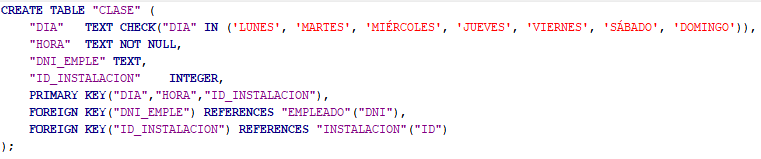 CREATE TABLE "CLASE" (
"DIA" TEXT CHECK("DIA" IN ('LUNES', 'MARTES', 'MIÉRCOLES', 'JUEVES', 'VIERNES', 'SÁBADO', 'DOMINGO')),
"HORA" TEXT NOT NULL,
"DNI_EMPLE" TEXT,
"ID_INSTALACION" INTEGER,
PRIMARY KEY("DIA","HORA","ID_INSTALACION"),
FOREIGN KEY("DNI_EMPLE") REFERENCES "EMPLEADO"("DNI"),
FOREIGN KEY("ID_INSTALACION") REFERENCES "INSTALACION"("ID")
);